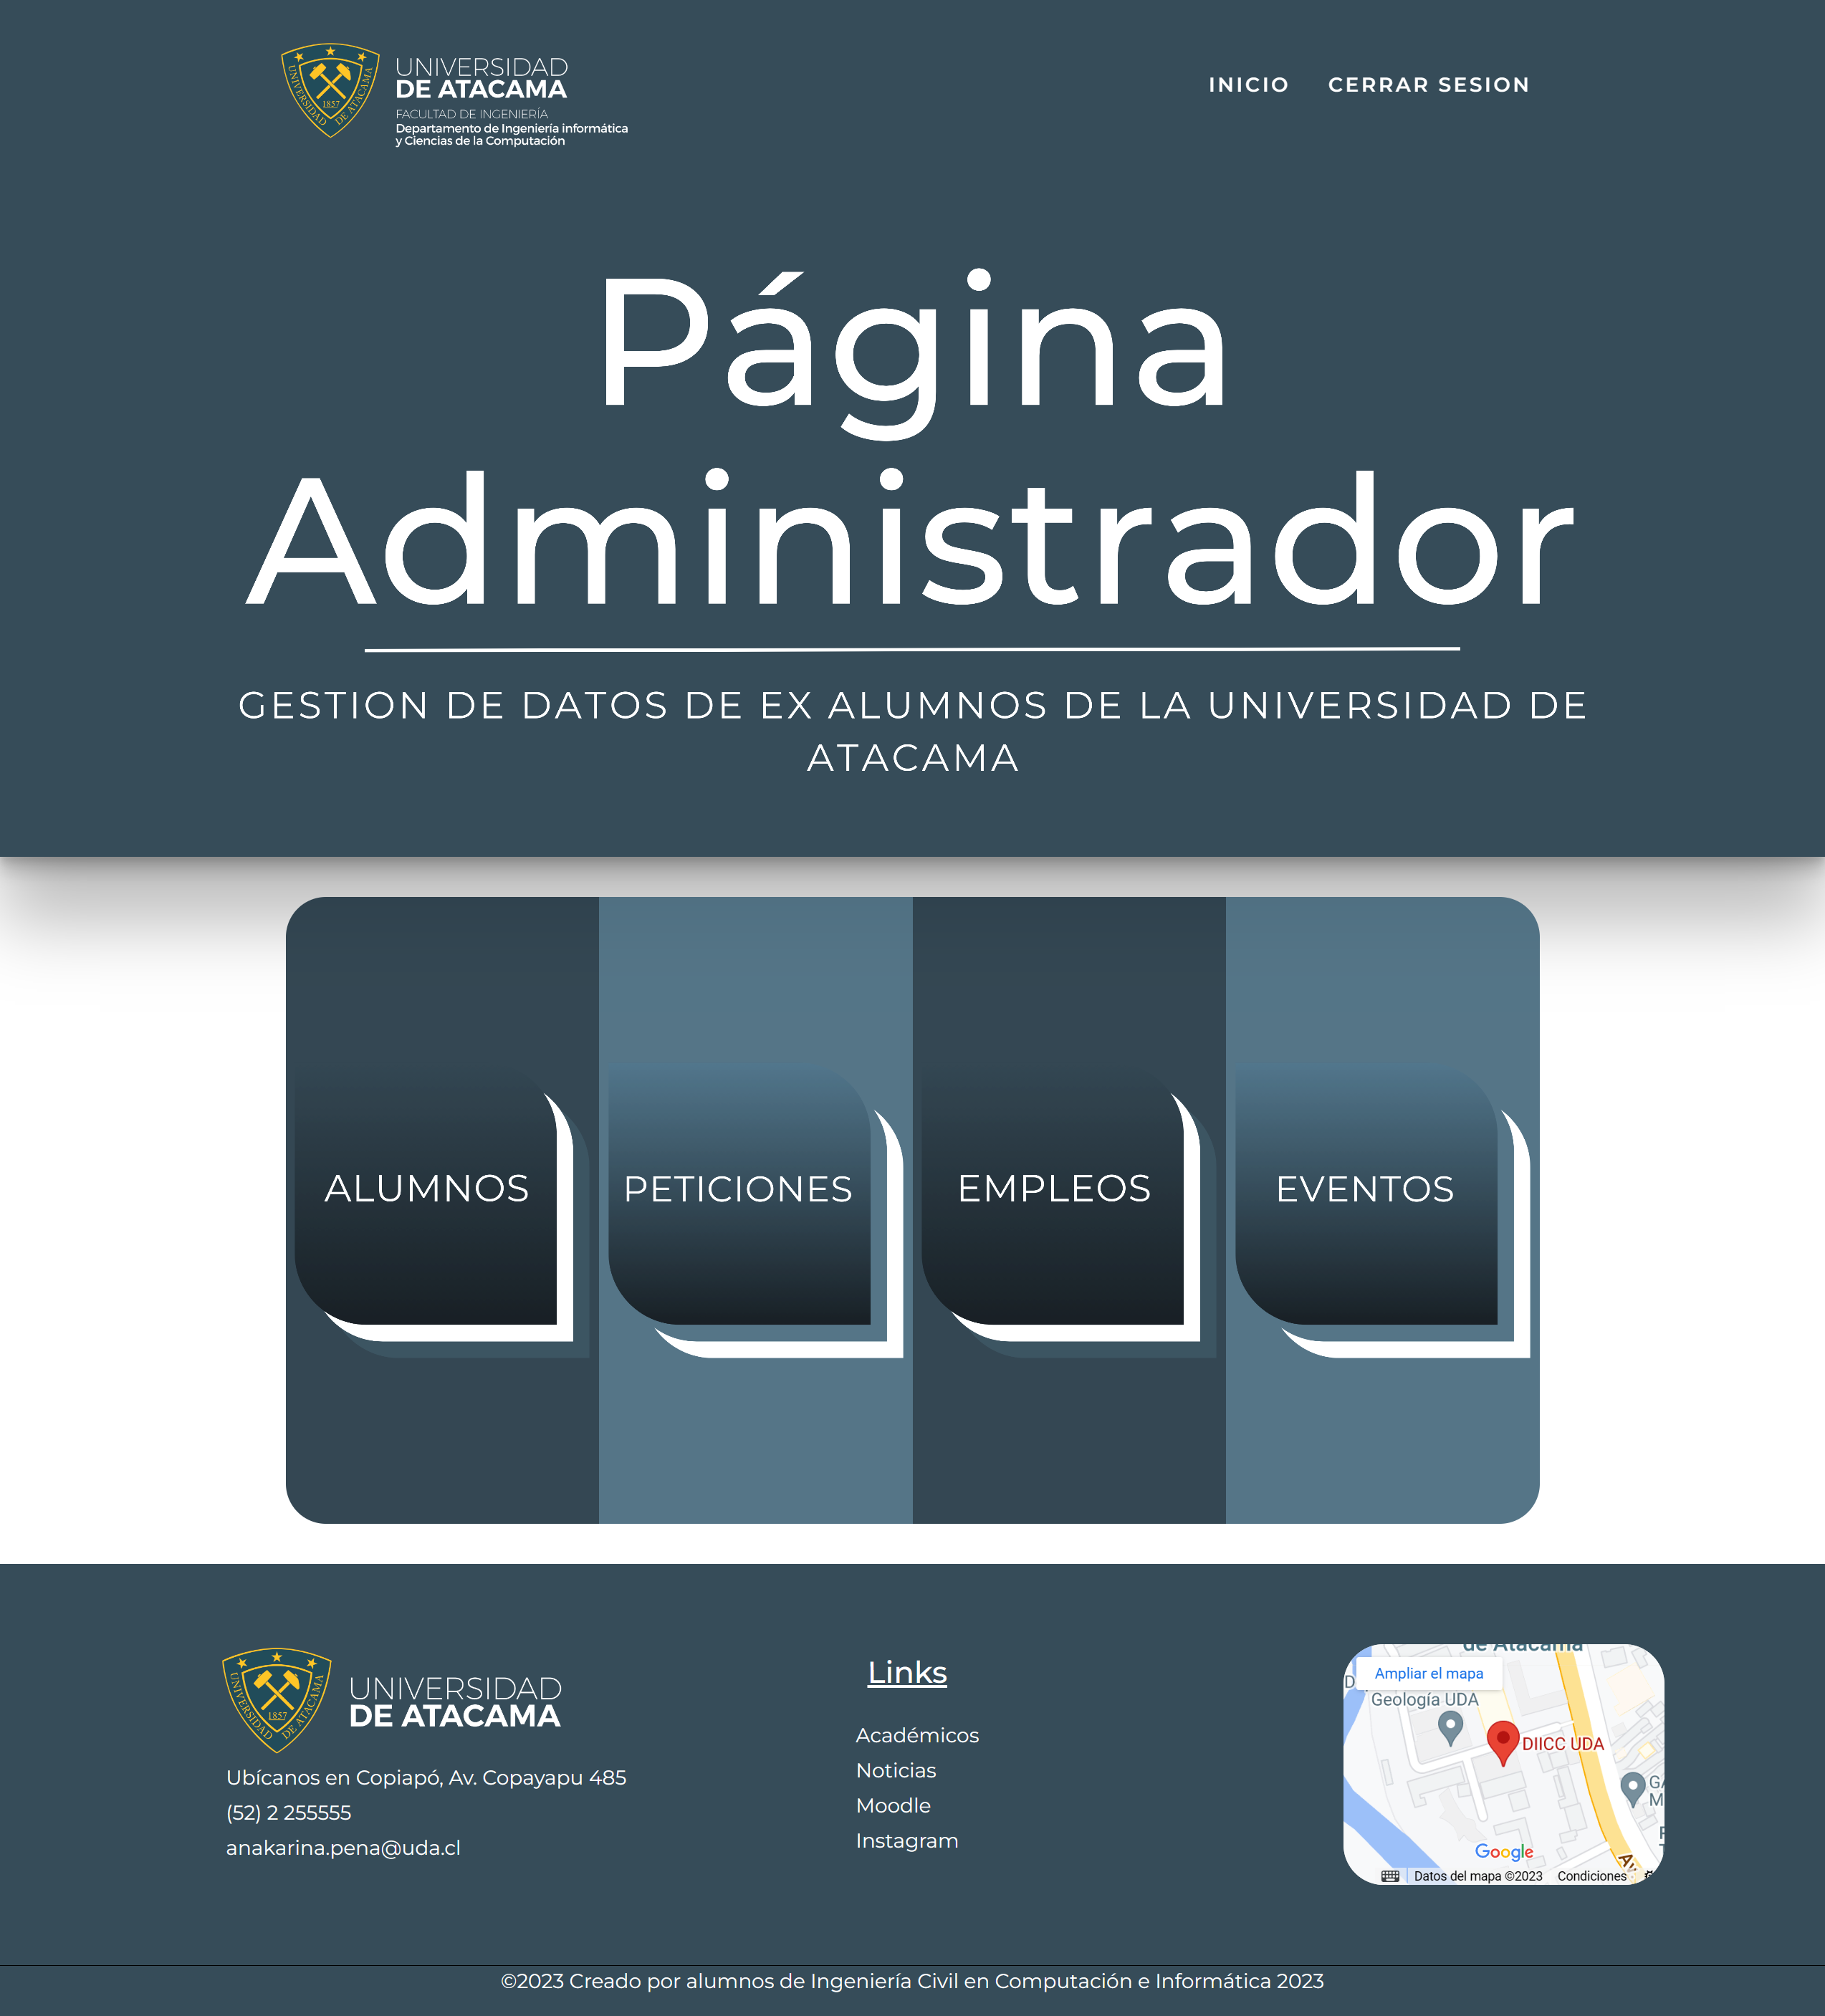 UNIVERSIDAD DE ATACAMA
1857
UNIVERSIDAD
DE ATACAMA
FACULTAD DE INGENIERÍA
Departamento de Ingeniería informática
y Ciencias de la Computación
INICIO CERRAR SESION
Página
Administrador
GESTION DE DATOS DE EX ALUMNOS DE LA UNIVERSIDAD DE
ATACAMA
ALUMNOS PETICIONES EMPLEOS EVENTOS
UNIVERSIDAD DE ATACAMA
1857
UNIVERSIDAD
DE ATACAMA
Ubícanos en Copiapó, Av. Copayapu 485
(52) 2 255555
anakarina.pena@uda.cl
Links
Académicos
Noticias
Moodle
Instagram
de Atacama
Ampliar el mapa
Geología UDA
DIICC UDA
Google
Datos del mapa ©2023 Condiciones
©2023 Creado por alumnos de Ingeniería Civil en Computación e Informática 2023